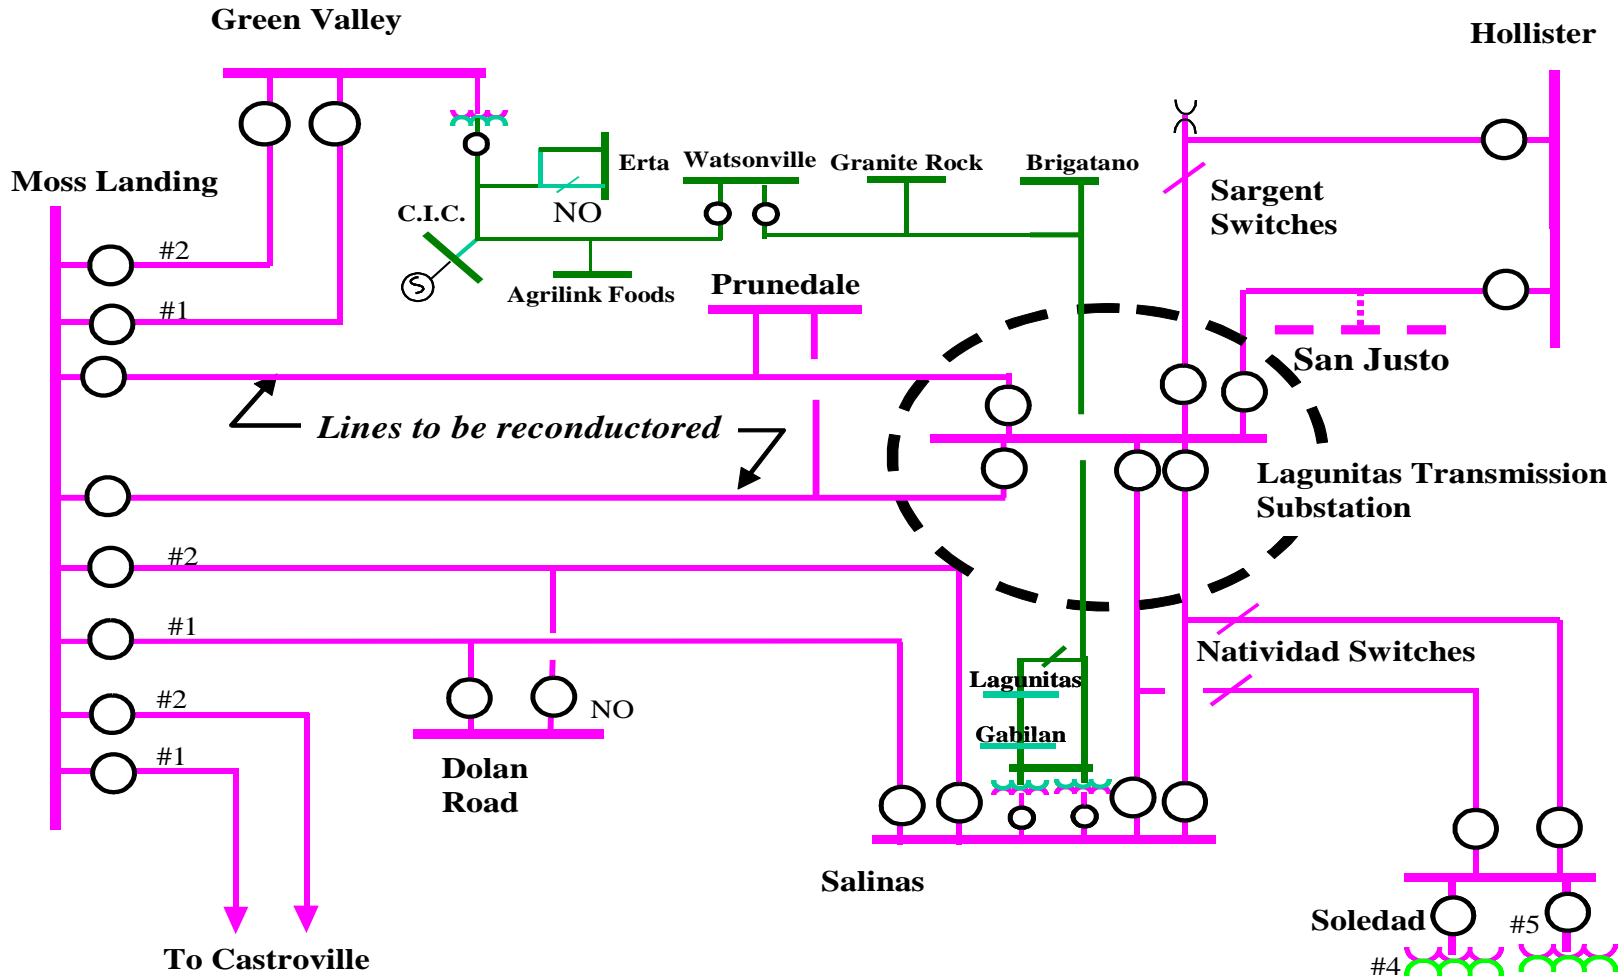 Green Valley
Hollister
Moss Landing
Erta
Watsonville
Granite Rock
Brigatano
Sargent
Switches
C.I.C.
NO
S
#2
Agrilink Foods
Prunedale
#1
San Justo
Lines to be reconductored
Lagunitas Transmission
Substation
#2
#1
Natividad Switches
Lagunitas
#2
NO
Gabilan
#1
Dolan
Road
Salinas
Soledad
#5
To Castroville
#4